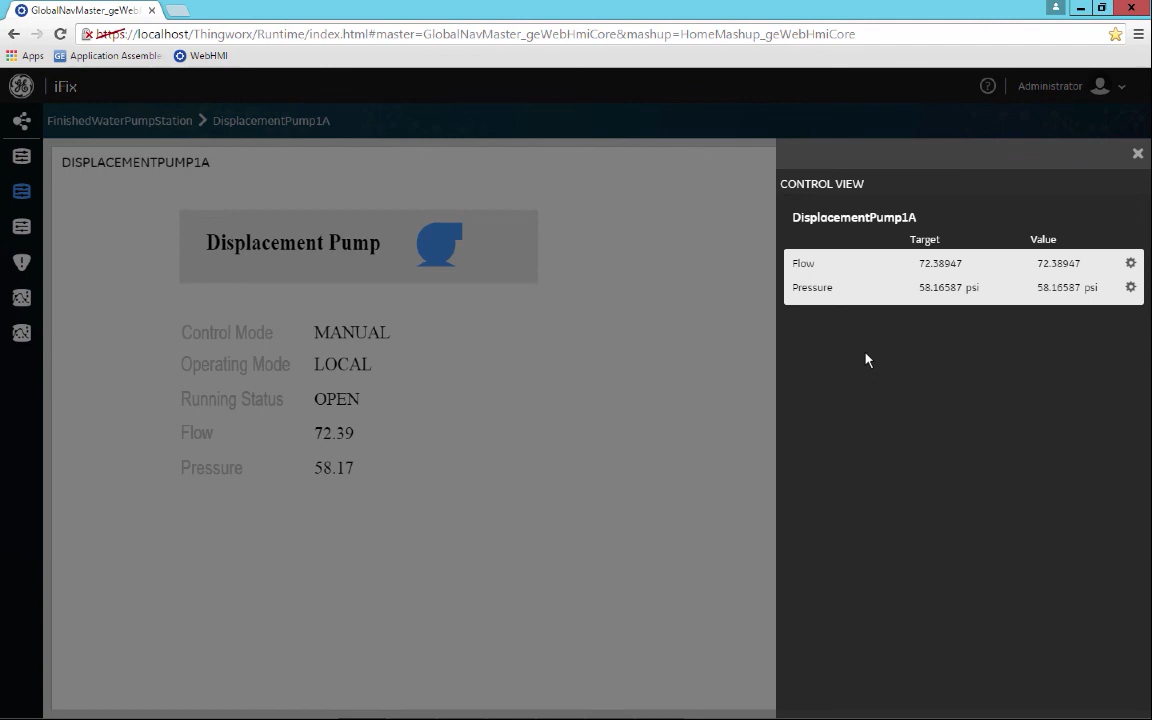 GlobalNavMaster_geWeb
https://localhost/Thingworx/Runtime/index.html#master=GlobalNavMaster_geWebHmiCore&mashup=HomeMashup_geWebHmiCore
Apps
Application Assemble
WebHMI
iFix
Administrator
FinishedWaterPumpStation
DisplacementPump1A
DISPLACEMENTPUMP1A
CONTROL VIEW
Displacement Pump
DisplacementPump1A
Target Value
Flow 72.38947 72.38947
Pressure 58.16587 psi 58.16587 psi
Control Mode MANUAL
Operating Mode LOCAL
Running Status OPEN
Flow 72.39
Pressure 58.17